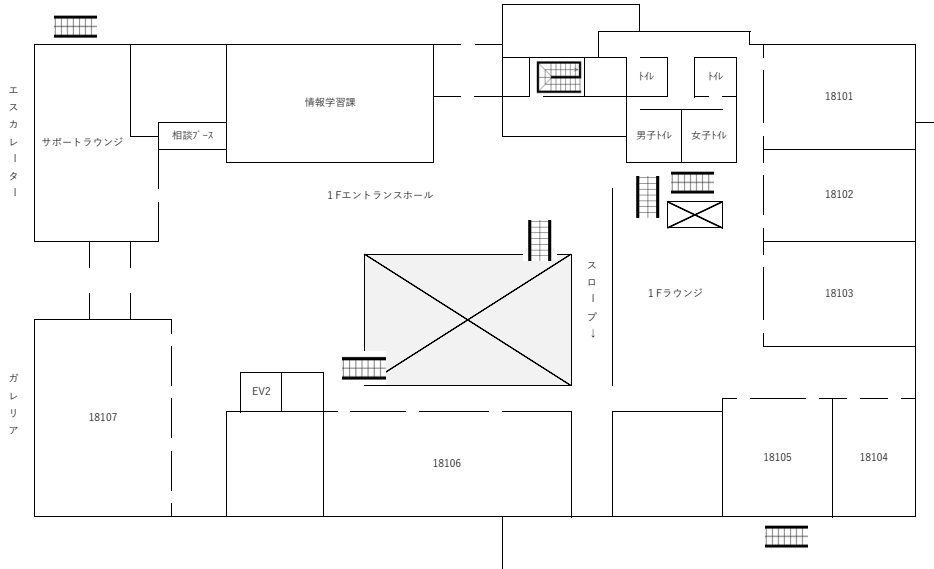 エスカレーター
サポートラウンジ
相談ﾌﾞｰｽ
情報学習課
ﾄｲﾚ
ﾄｲﾚ
男子ﾄｲﾚ
女子ﾄｲﾚ
18101
18102
18103
1Fエントランスホール
スロープ↓
1Fラウンジ
ガレリア
18107
EV2
18106
18105
18104